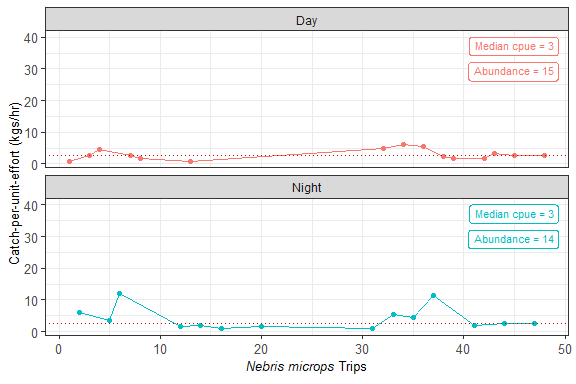 Day
40
30
20
10
0
Median cpue = 3
Abundance = 15
Catch-per-unit-effort (kgs/hr)
Night
40
30
20
10
0
Median cpue = 3
Abundance = 14
0 10 20 30 40 50
Nebris microps Trips